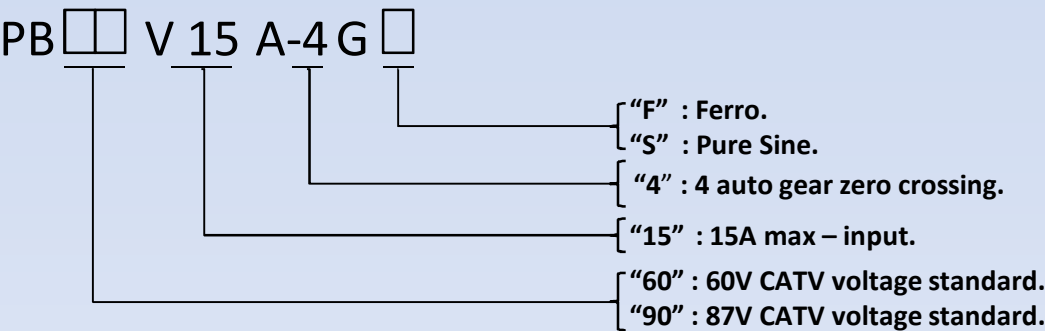 PB□□ V 15 A-4 G □
“F” : Ferro.
“S” : Pure Sine.
“4” : 4 auto gear zero crossing.
“15” : 15A max – input.
“60” : 60V CATV voltage standard.
“90” : 87V CATV voltage standard.